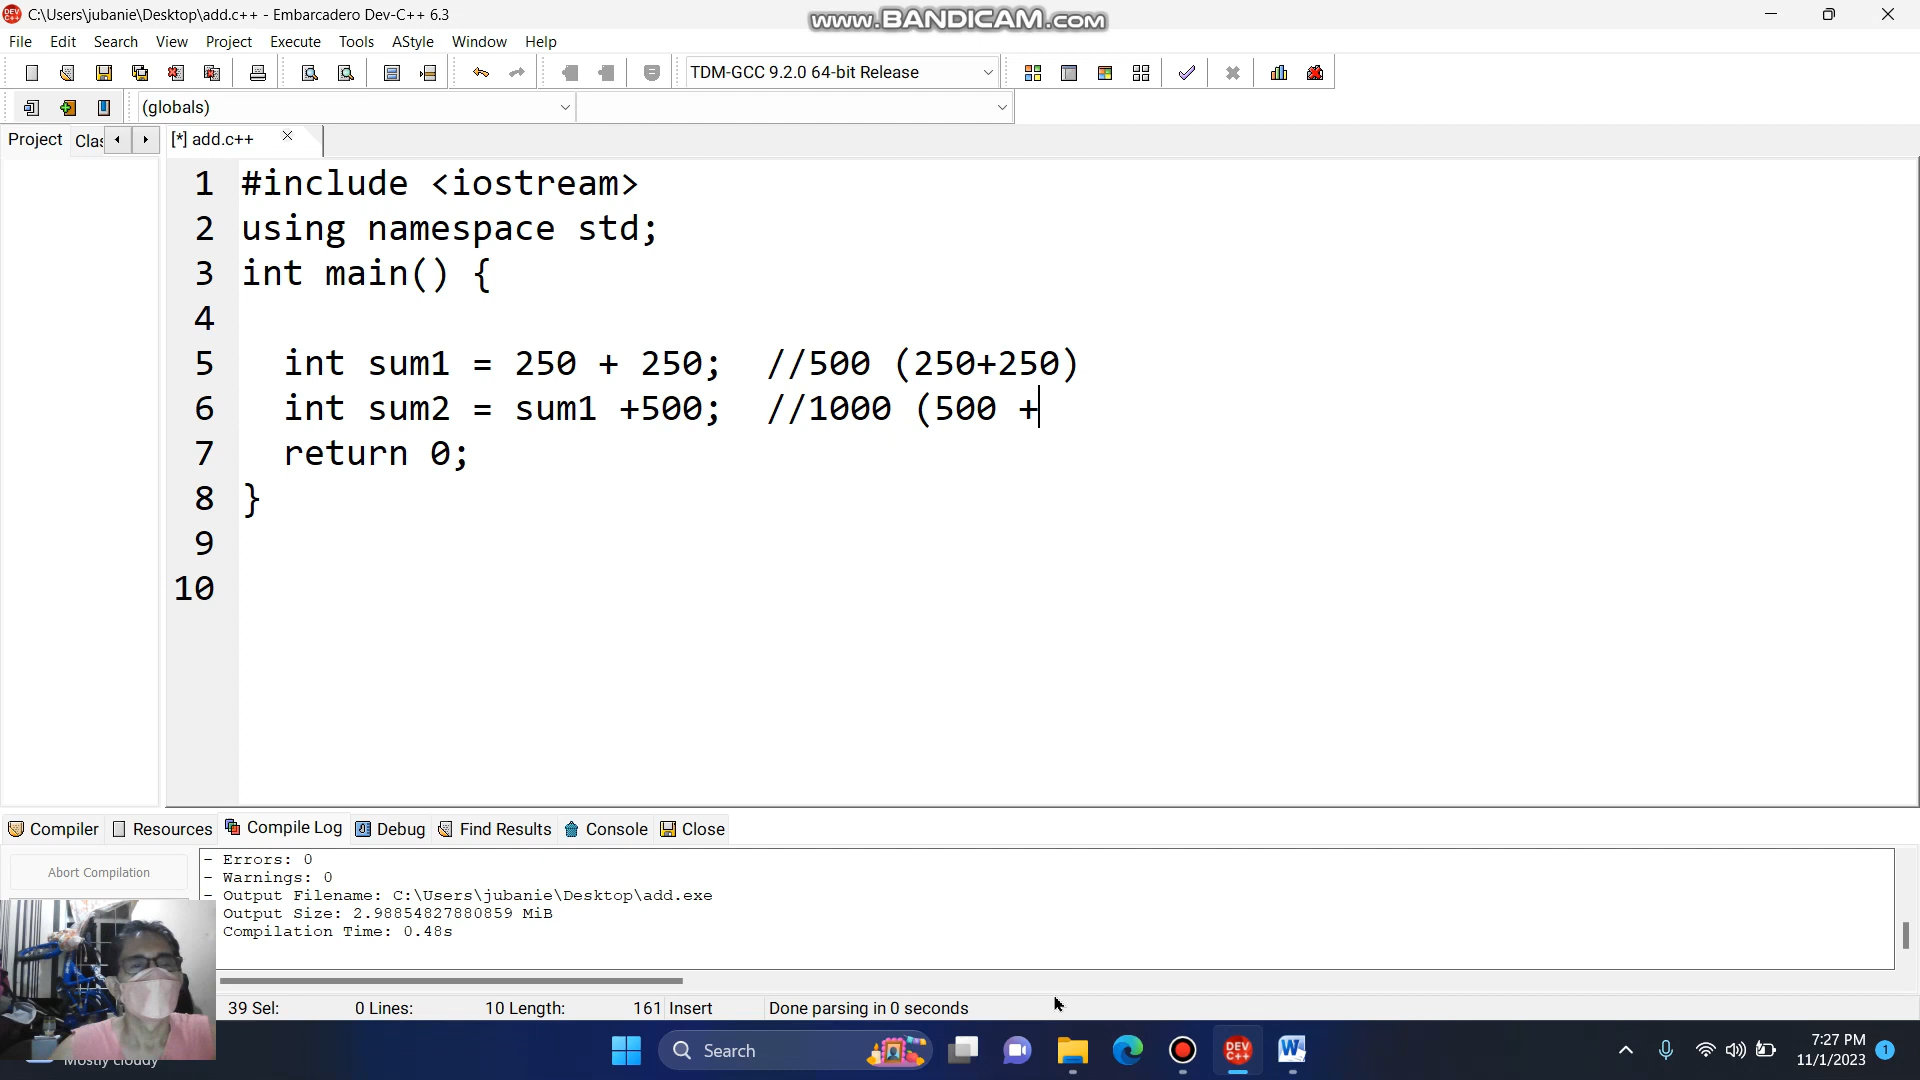 C:\Users\jubanie\Desktop\add.c++ - Embarcadero Dev-C++ 6.3
www.BANDICAM.com
File Edit Search View Project Execute Tools AStyle Window Help
TDM-GCC 9.2.0 64-bit Release
(globals)
Project Clas [*] add.c++
1 #include <iostream>
2 using namespace std;
3 int main() {
4
5 int sum1 = 250 + 250; //500 (250+250)
6 int sum2 = sum1 +500; //1000 (500 +
7 return 0;
8 }
9
10
Compiler Resources Compile Log Debug Find Results Console Close
Abort Compilation
- Errors: 0
- Warnings: 0
- Output Filename: C:\Users\jubanie\Desktop\add.exe
Output Size: 2.98854827880859 MiB
Compilation Time: 0.48s
39 Sel: 0 Lines: 10 Length: 161 Insert Done parsing in 0 seconds
Mostly cloudy
Search
DEV C++
W
7:27 PM
11/1/2023
1